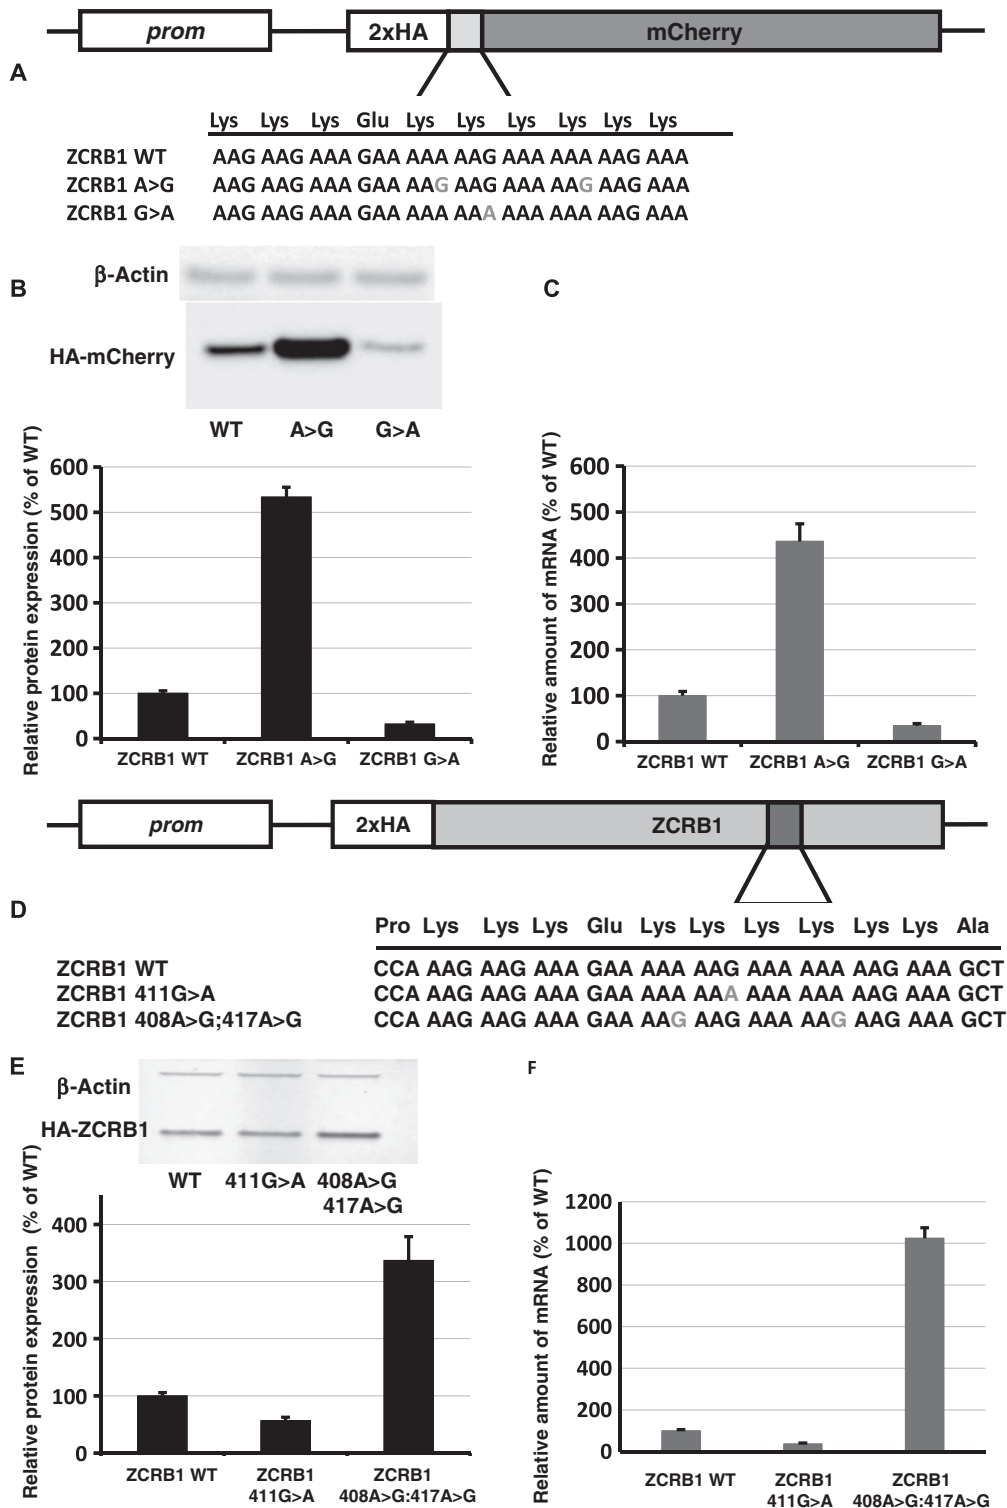 prom 2xHA mCherry
A
Lys Lys Lys Glu Lys Lys Lys Lys Lys Lys
ZCRB1 WT AAG AAG AAA GAA AAA AAG AAA AAA AAG AAA
ZCRB1 A>G AAG AAG AAA GAA AAG AAG AAA AAG AAG AAA
ZCRB1 G>A AAG AAG AAA GAA AAA AAA AAA AAA AAG AAA
B
β-Actin
HA-mCherry
WT A>G G>A
Relative protein expression (% of WT)
600
500
400
300
200
100
0
ZCRB1 WT ZCRB1 A>G ZCRB1 G>A
C
Relative amount of mRNA (% of WT)
600
500
400
300
200
100
0
ZCRB1 WT ZCRB1 A>G ZCRB1 G>A
prom 2xHA ZCRB1
D
Pro Lys Lys Lys Glu Lys Lys Lys Lys Lys Lys Ala
ZCRB1 WT CCA AAG AAG AAA GAA AAA AAG AAA AAA AAG AAA GCT
ZCRB1 411G>A CCA AAG AAG AAA GAA AAA AAA AAA AAA AAG AAA GCT
ZCRB1 408A>G;417A>G CCA AAG AAG AAA GAA AAG AAG AAA AAG AAG AAA GCT
E
β-Actin
HA-ZCRB1
WT 411G>A 408A>G
417A>G
Relative protein expression (% of WT)
400
300
200
100
0
ZCRB1 WT ZCRB1 ZCRB1
411G>A 408A>G:417A>G
F
Relative amount of mRNA (% of WT)
1200
1000
800
600
400
200
0
ZCRB1 WT ZCRB1 ZCRB1
411G>A 408A>G:417A>G